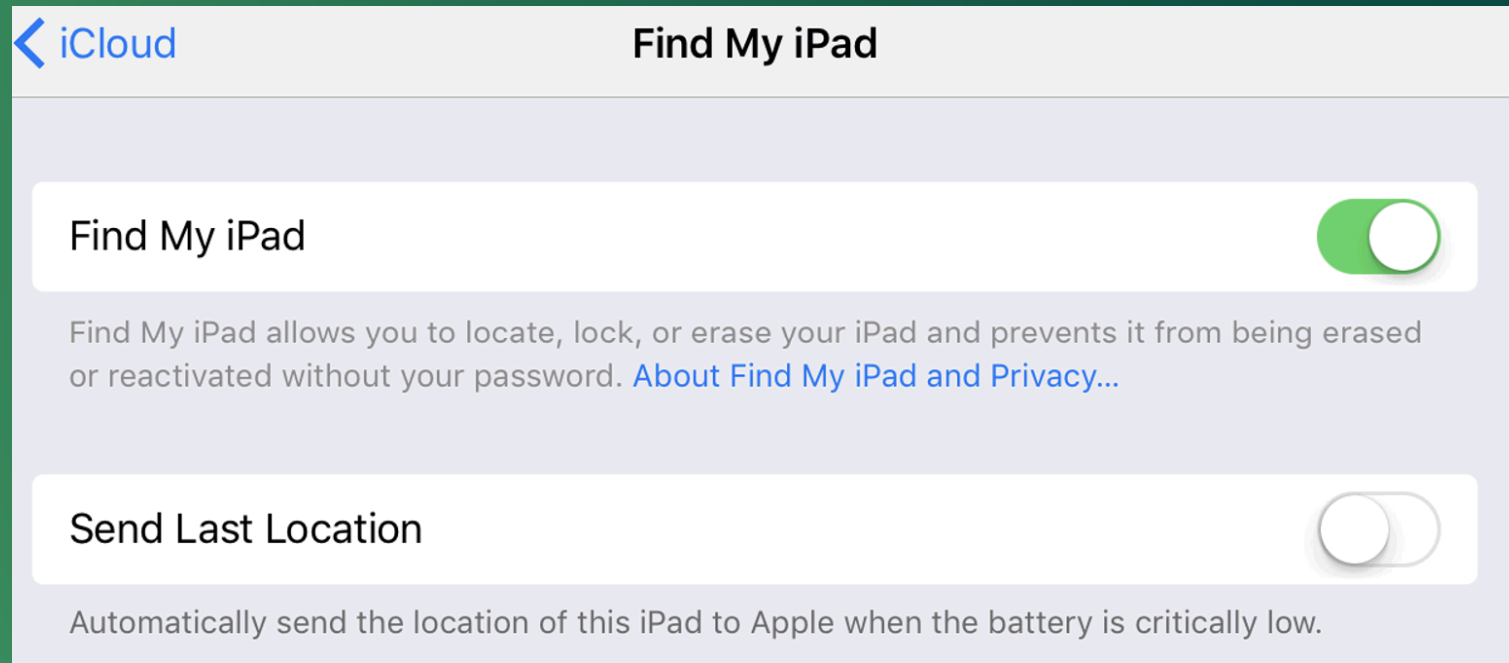 iCloud
Find My iPad
Find My iPad
Find My iPad allows you to locate, lock, or erase your iPad and prevents it from being erased
or reactivated without your password. About Find My iPad and Privacy...
Send Last Location
Automatically send the location of this iPad to Apple when the battery is critically low.